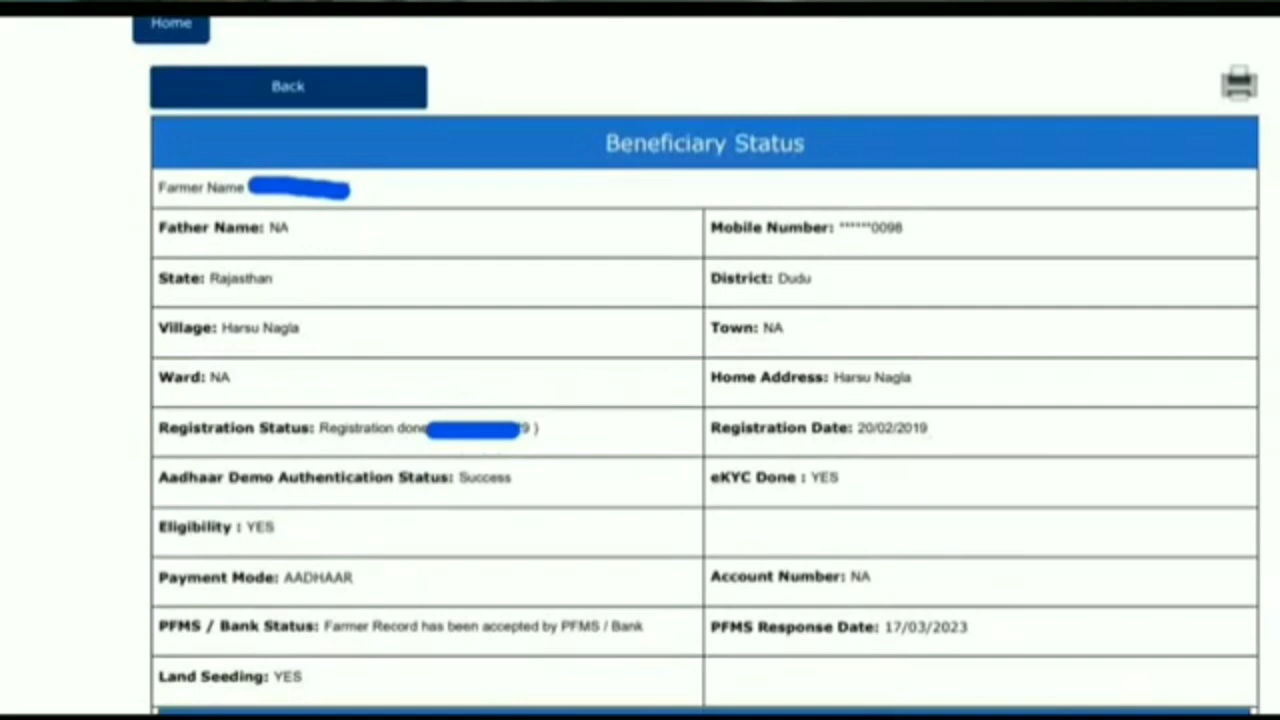 Home
Back
Beneficiary Status
Farmer Name
Father Name: NA
Mobile Number: ******0098
State: Rajasthan
District: Dudu
Village: Harsu Nagla
Town: NA
Ward: NA
Home Address: Harsu Nagla
Registration Status: Registration done 9 )
Registration Date: 20/02/2019
Aadhaar Demo Authentication Status: Success
eKYC Done : YES
Eligibility : YES
Payment Mode: AADHAAR
Account Number: NA
PFMS / Bank Status: Farmer Record has been accepted by PFMS / Bank
PFMS Response Date: 17/03/2023
Land Seeding: YES